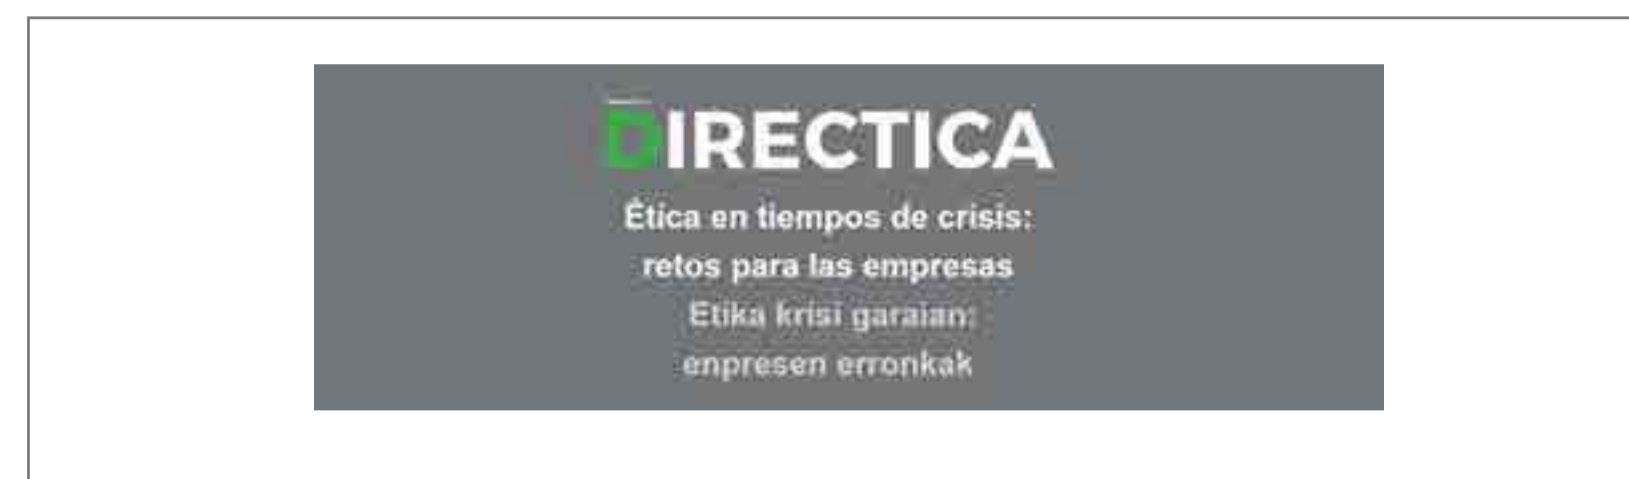 DIRECTICA
Ética en tiempos de crisis:
retos para las empresas
Etika krisi garaian:
enpresen erronkak